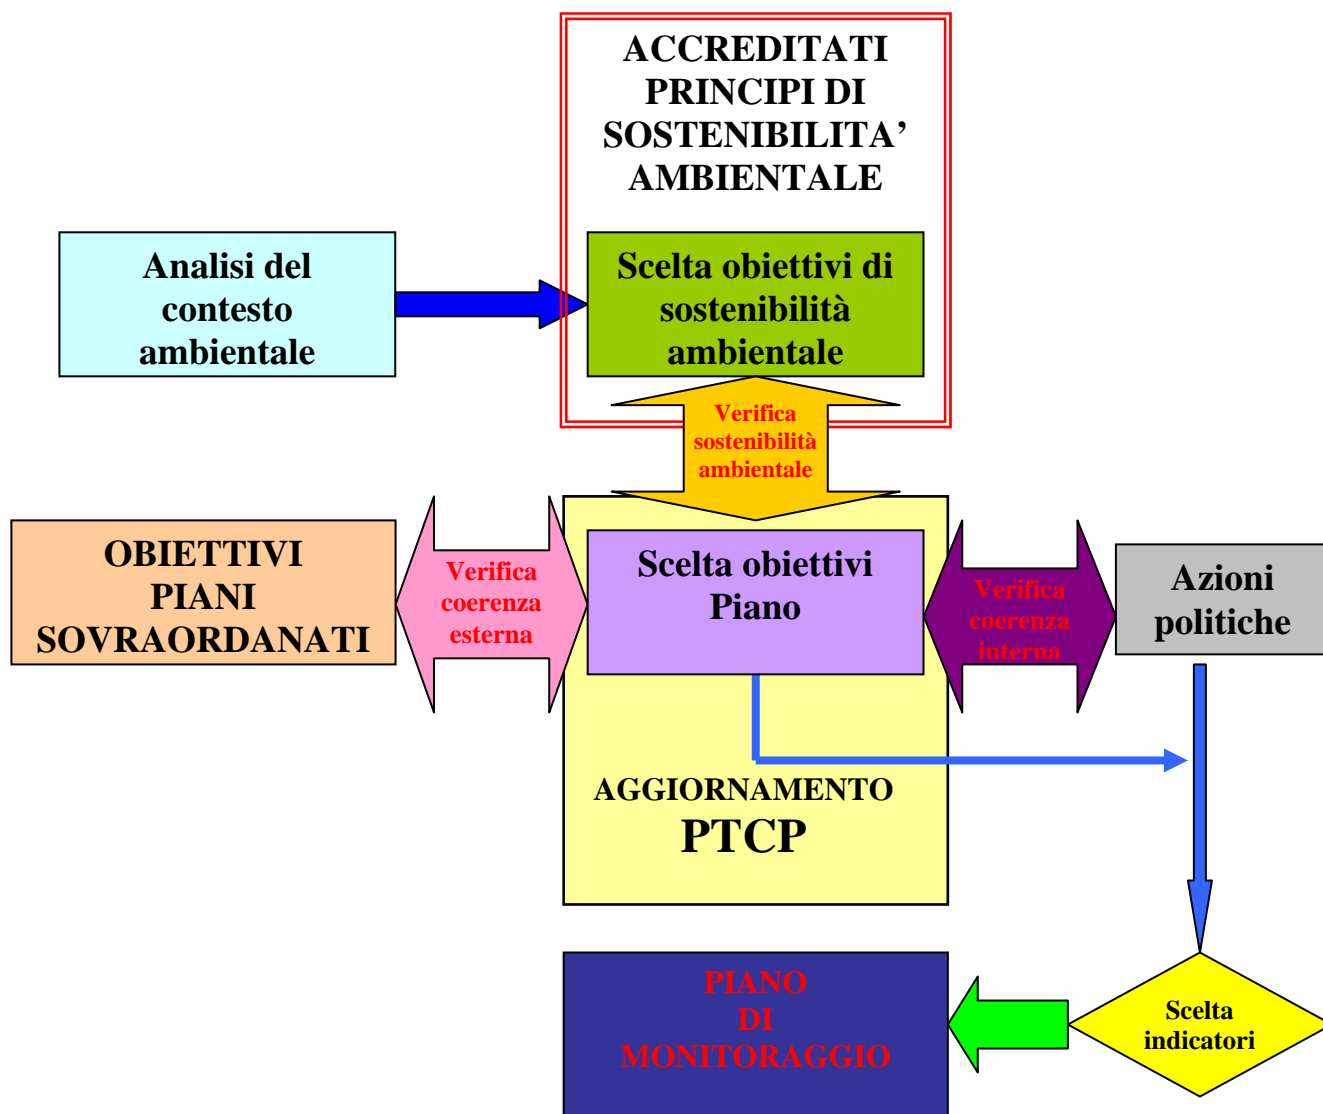 ACCREDITATI
PRINCIPI DI
SOSTENIBILITA’
AMBIENTALE
Analisi del
contesto
ambientale
Scelta obiettivi di
sostenibilità
ambientale
Verifica
sostenibilità
ambientale
OBIETTIVI
PIANI
SOVRAORDANATI
Verifica
coerenza
esterna
Scelta obiettivi
Piano
Verifica
coerenza
interna
Azioni
politiche
AGGIORNAMENTO
PTCP
PIANO
DI
MONITORAGGIO
Scelta
indicatori